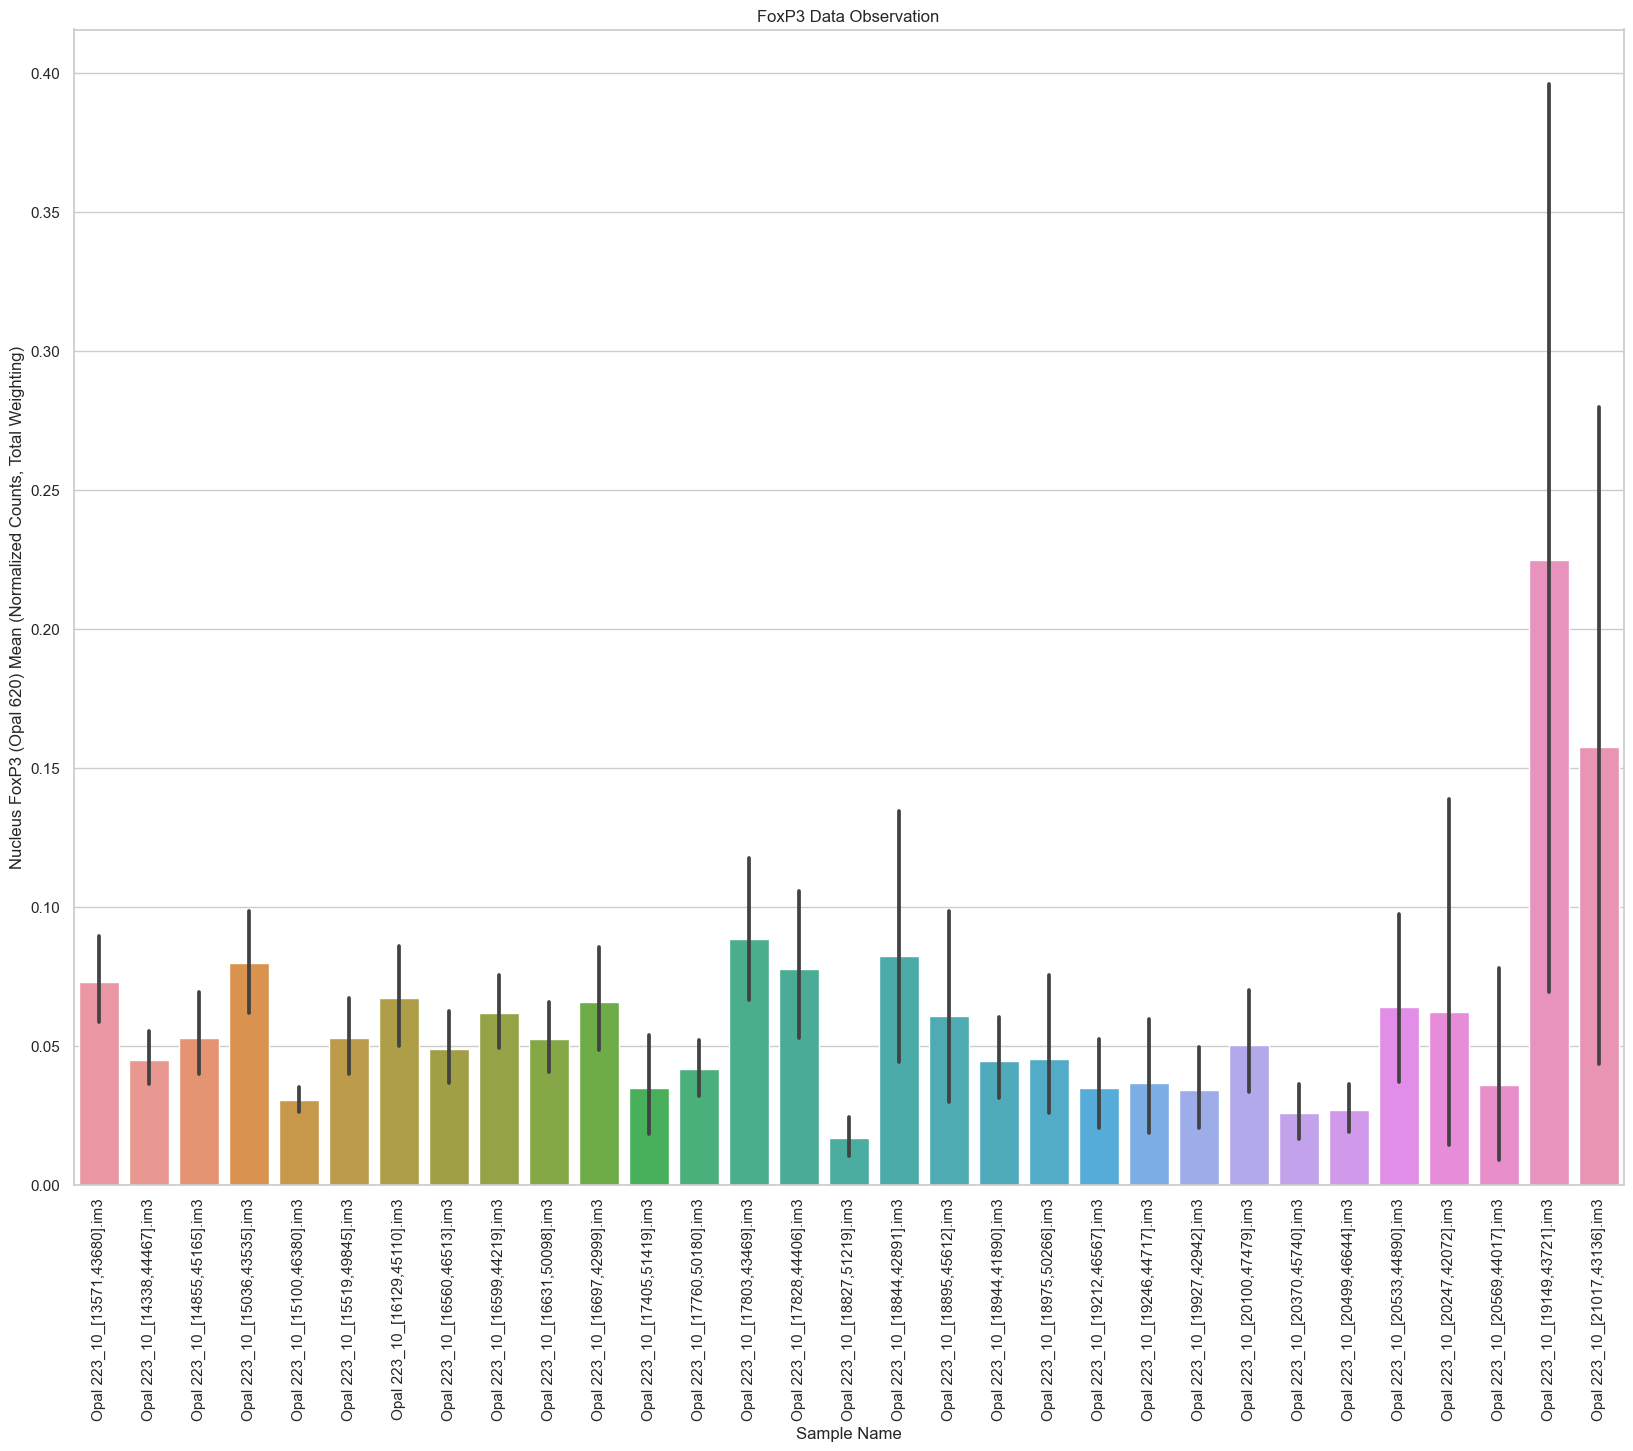 FoxP3 Data Observation
Nucleus FoxP3 (Opal 620) Mean (Normalized Counts, Total Weighting)
0.40
0.35
0.30
0.25
0.20
0.15
0.10
0.05
0.00
Opal 223_10_[13571,43680].im3
Opal 223_10_[14338,44467].im3
Opal 223_10_[14855,45165].im3
Opal 223_10_[15036,43535].im3
Opal 223_10_[15100,46380].im3
Opal 223_10_[15519,49845].im3
Opal 223_10_[16129,45110].im3
Opal 223_10_[16560,46513].im3
Opal 223_10_[16599,44219].im3
Opal 223_10_[16631,50098].im3
Opal 223_10_[16697,42999].im3
Opal 223_10_[17405,51419].im3
Opal 223_10_[17760,50180].im3
Opal 223_10_[17803,43469].im3
Opal 223_10_[17828,44406].im3
Opal 223_10_[18827,51219].im3
Opal 223_10_[18844,42891].im3
Opal 223_10_[18895,45612].im3
Opal 223_10_[18944,41890].im3
Opal 223_10_[18975,50266].im3
Opal 223_10_[19212,46567].im3
Opal 223_10_[19246,44717].im3
Opal 223_10_[19927,42942].im3
Opal 223_10_[20100,47479].im3
Opal 223_10_[20370,45740].im3
Opal 223_10_[20499,46644].im3
Opal 223_10_[20533,44890].im3
Opal 223_10_[20247,42072].im3
Opal 223_10_[20569,44017].im3
Opal 223_10_[19149,43721].im3
Opal 223_10_[21017,43136].im3
Sample Name